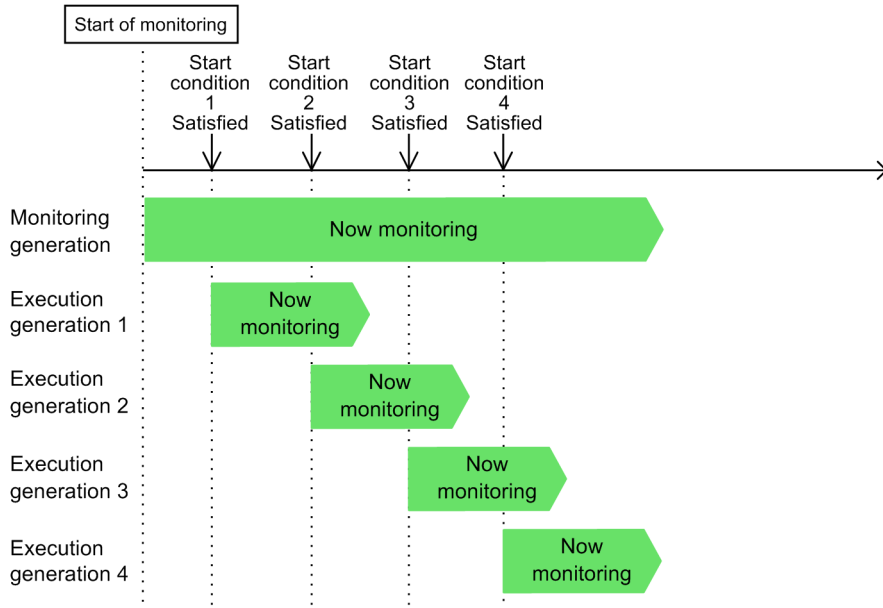 Start of monitoring
Start
condition
1
Satisfied
Start
condition
2
Satisfied
Start
condition
3
Satisfied
Start
condition
4
Satisfied
Monitoring
generation
Now monitoring
Execution
generation 1
Now
monitoring
Execution
generation 2
Now
monitoring
Execution
generation 3
Now
monitoring
Execution
generation 4
Now
monitoring